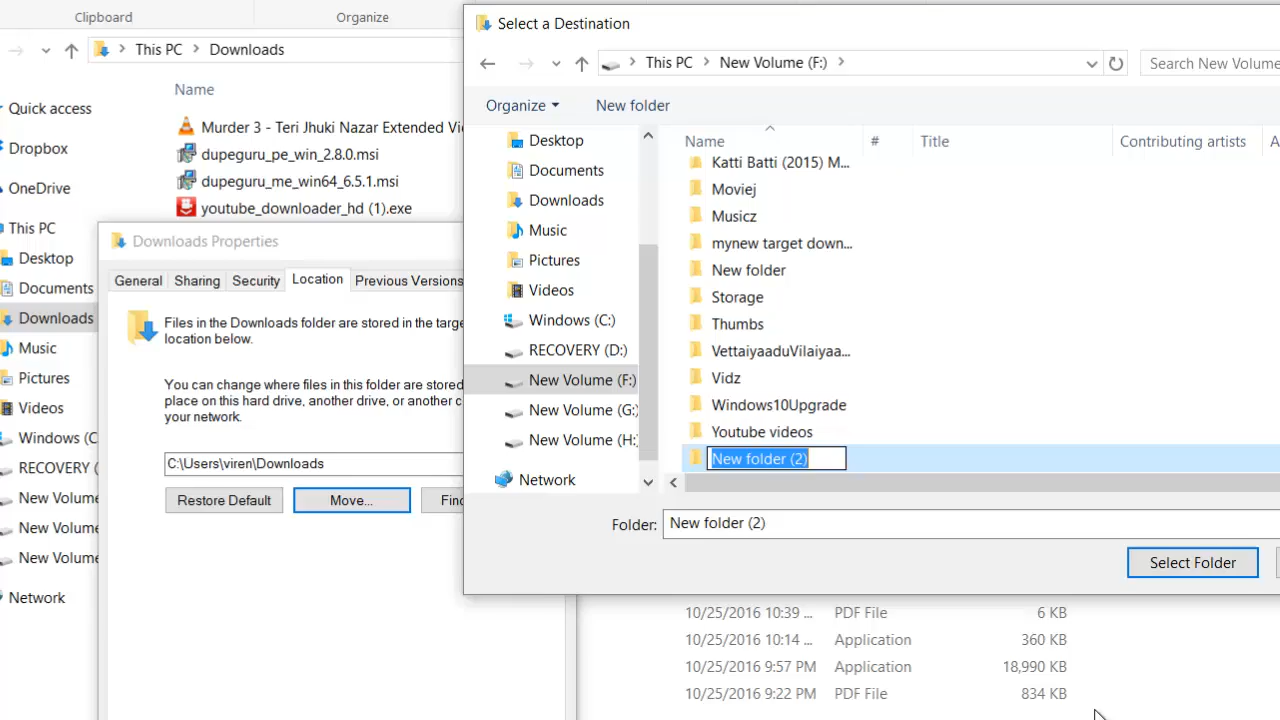 Clipboard
Organize
This PC > Downloads
Name
Quick access
Dropbox
OneDrive
This PC
Desktop
Documents
Downloads
Music
Pictures
Videos
Windows (C
RECOVERY (
New Volume
New Volume
New Volume
Network
Murder 3 - Teri Jhuki Nazar Extended Vi
dupeguru_pe_win_2.8.0.msi
dupeguru_me_win64_6.5.1.msi
youtube_downloader_hd (1).exe
Downloads Properties
General Sharing Security Location Previous Versions
Files in the Downloads folder are stored in the target
location below.
You can change where files in this folder are stored
place on this hard drive, another drive, or another c
your network.
C:\Users\viren\Downloads
Restore Default Move... Find
Select a Destination
This PC > New Volume (F:) >
Search New Volume
Organize New folder
Desktop
Documents
Downloads
Music
Pictures
Videos
Windows (C:)
RECOVERY (D:)
New Volume (F:)
New Volume (G:)
New Volume (H:)
Network
Name # Title Contributing artists A
Katti Batti (2015) M...
Moviej
Musicz
mynew target down...
New folder
Storage
Thumbs
VettaiyaaduVilaiyaa...
Vidz
Windows10Upgrade
Youtube videos
New folder (2)
Folder: New folder (2)
Select Folder
10/25/2016 10:39 ... PDF File 6 KB
10/25/2016 10:14 ... Application 360 KB
10/25/2016 9:57 PM Application 18,990 KB
10/25/2016 9:22 PM PDF File 834 KB